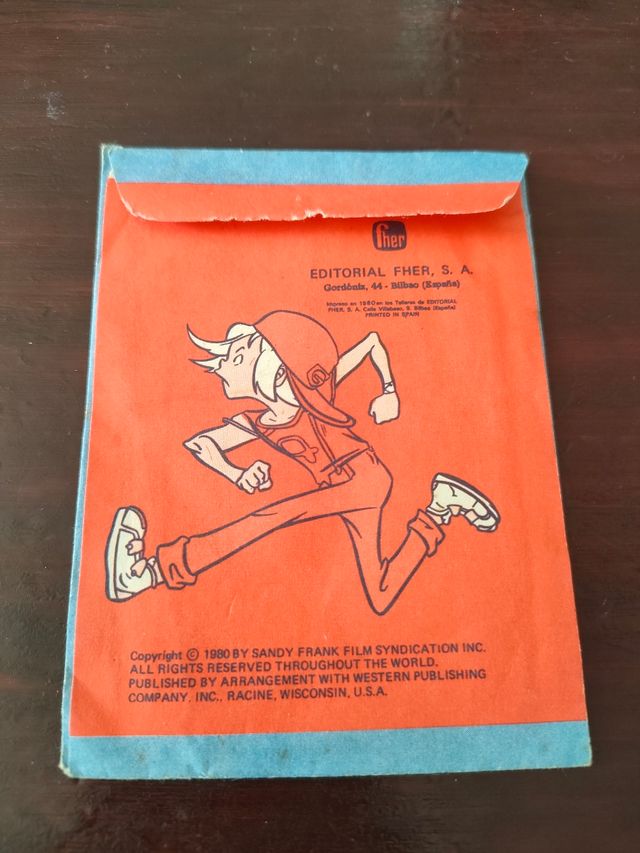 fher
EDITORIAL FHER, S. A.
Gordóniz, 44 - Bilbao (España)
Impreso en 1980 en los Talleres de EDITORIAL
FHER, S. A. Calle Villabaso, 9. Bilbao (España)
PRINTED IN SPAIN
G
Copyright © 1980 BY SANDY FRANK FILM SYNDICATION INC.
ALL RIGHTS RESERVED THROUGHOUT THE WORLD.
PUBLISHED BY ARRANGEMENT WITH WESTERN PUBLISHING
COMPANY, INC., RACINE, WISCONSIN, U.S.A.